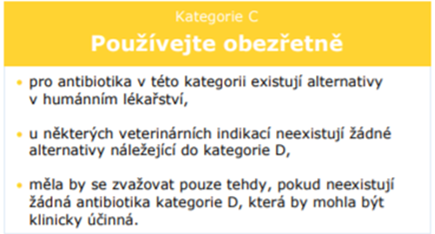 Kategorie C
Používejte obezřetně
• pro antibiotika v této kategorii existují alternativy
v humánním lékařství,
• u některých veterinárních indikací neexistují žádné
alternativy náležející do kategorie D,
• měla by se zvažovat pouze tehdy, pokud neexistují
žádná antibiotika kategorie D, která by mohla být
klinicky účinná.